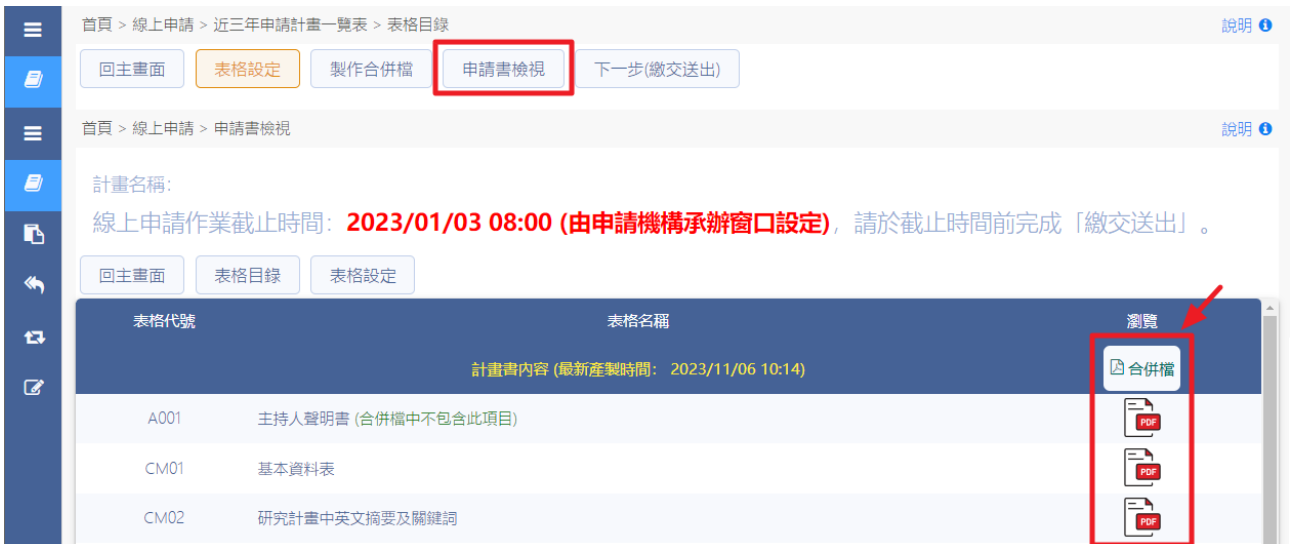 首頁 > 線上申請 > 近三年申請計畫一覽表 > 表格目錄
說明
回主畫面 表格設定 製作合併檔 申請書檢視 下一步(繳交送出)
首頁 > 線上申請 > 申請書檢視
說明
計畫名稱:
線上申請作業截止時間: 2023/01/03 08:00 (由申請機構承辦窗口設定), 請於截止時間前完成「繳交送出」。
回主畫面 表格目錄 表格設定
表格代號 表格名稱 瀏覽
計畫書內容 (最新產製時間: 2023/11/06 10:14) 合併檔
A001 主持人聲明書 (合併檔中不包含此項目) PDF
CM01 基本資料表 PDF
CM02 研究計畫中英文摘要及關鍵詞 PDF